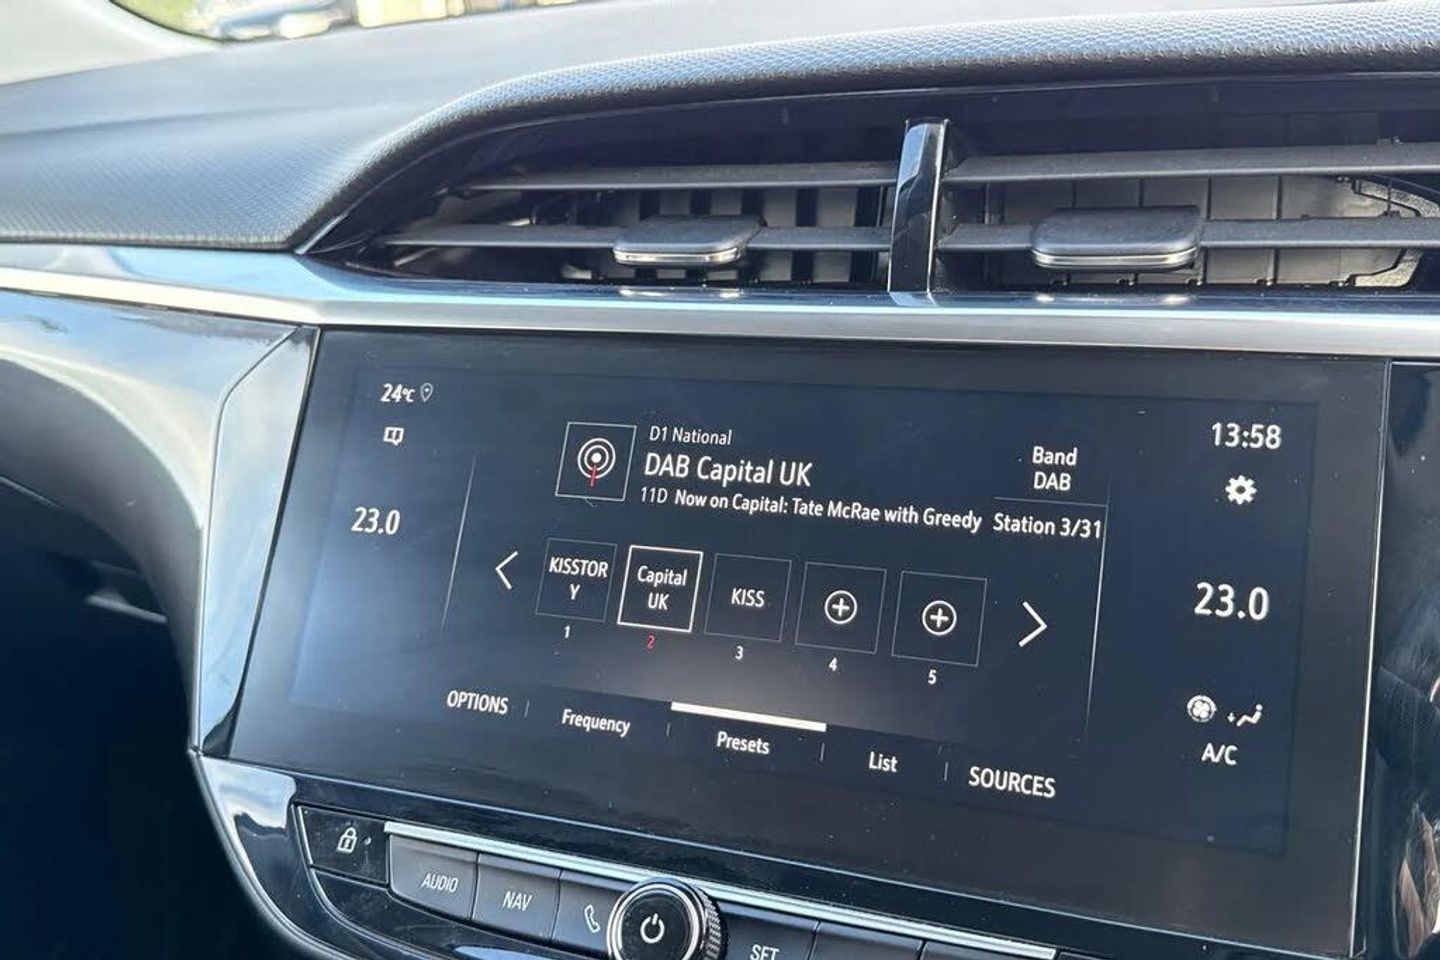 24°C
13:58
D1 National
DAB Capital UK
11D Now on Capital: Tate McRae with Greedy
Band
DAB
Station 3/31
23.0
KISSTOR
Y
Capital
UK
KISS
1
2
3
4
5
23.0
OPTIONS
Frequency
Presets
List
SOURCES
A/C
AUDIO
NAV
SET